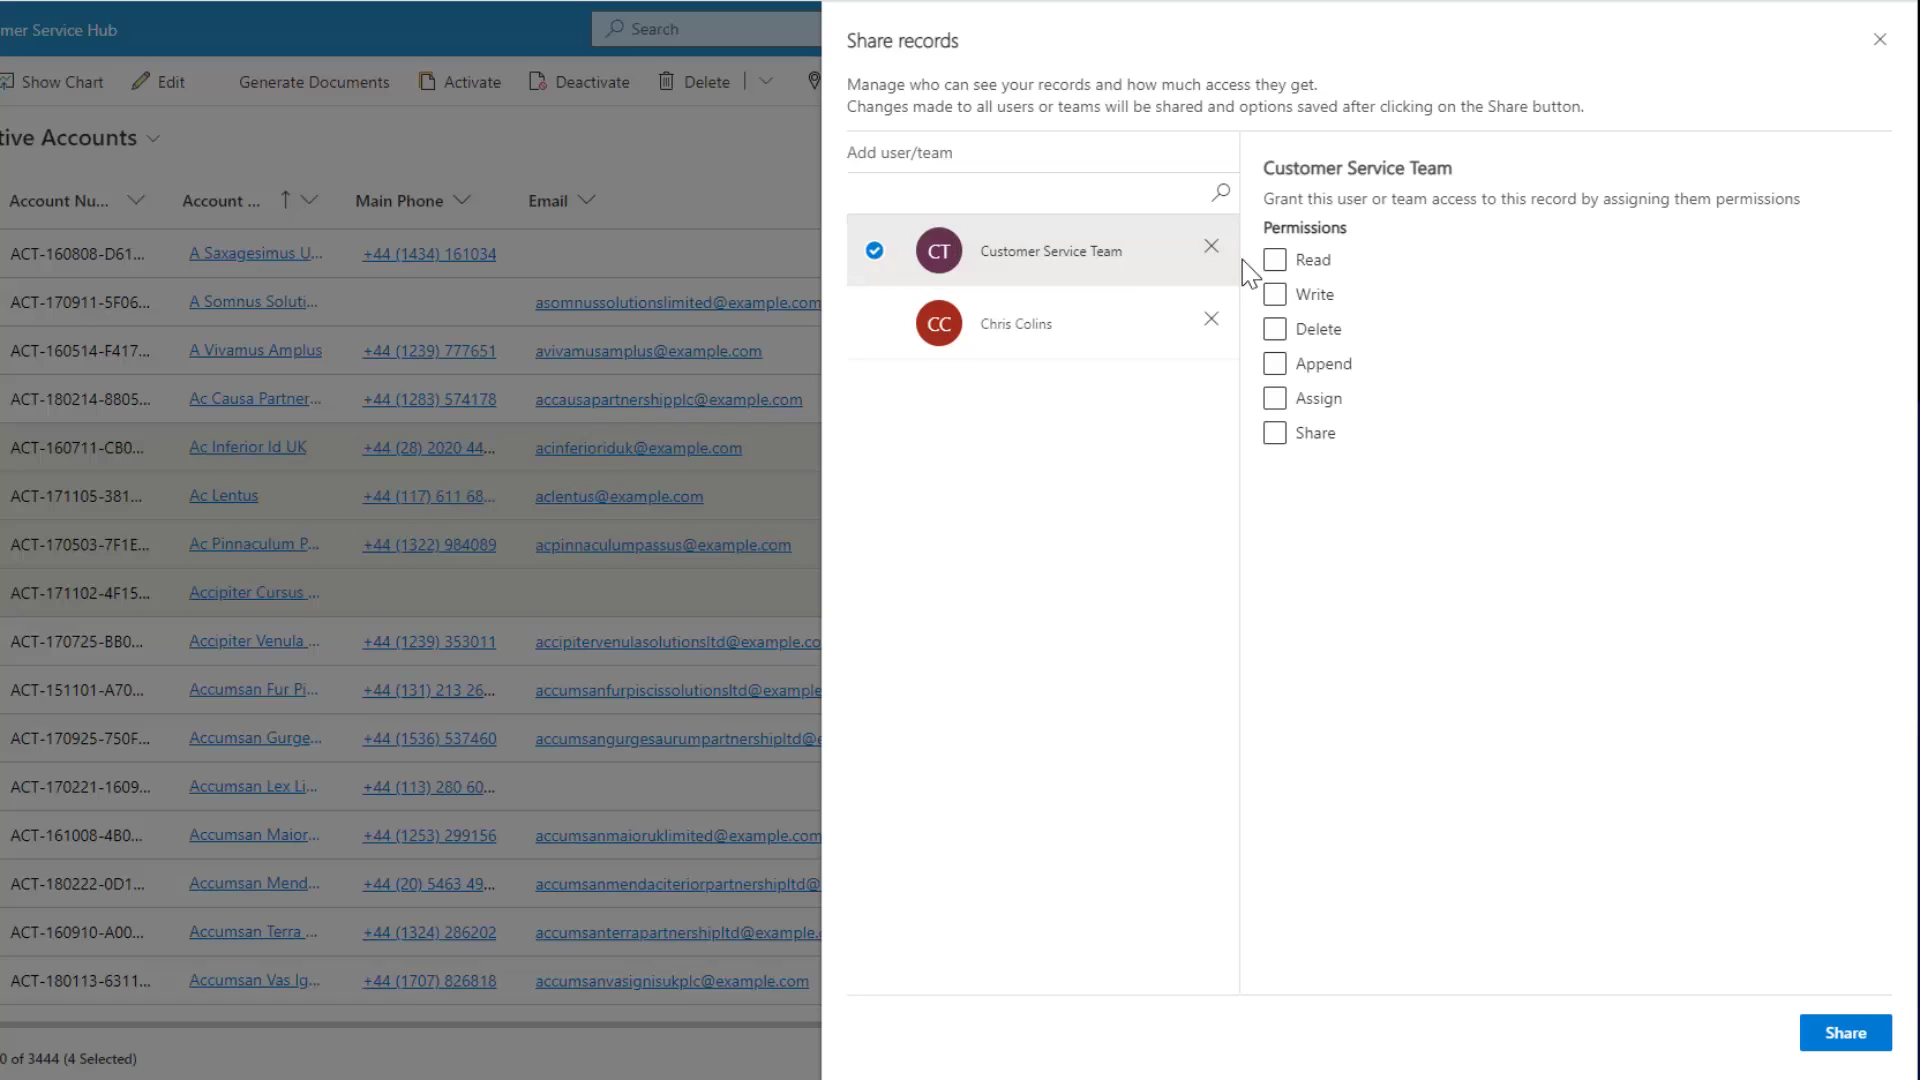 mer Service Hub
Search
Show Chart
Edit
Generate Documents
Activate
Deactivate
Delete
tive Accounts
Account Nu...
Account ...
Main Phone
Email
ACT-160808-D61...
A Saxagesimus U...
+44 (1434) 161034
ACT-170911-5F06...
A Somnus Soluti...
asomnussolutionslimited@example.com
ACT-160514-F417...
A Vivamus Amplus
+44 (1239) 777651
avivamusamplus@example.com
ACT-180214-8805...
Ac Causa Partner...
+44 (1283) 574178
accausapartnershipplc@example.com
ACT-160711-CB0...
Ac Inferior Id UK
+44 (28) 2020 44...
acinferioriduk@example.com
ACT-171105-381...
Ac Lentus
+44 (117) 611 68...
aclentus@example.com
ACT-170503-7F1E...
Ac Pinnaculum P...
+44 (1322) 984089
acpinnaculumpassus@example.com
ACT-171102-4F15...
Accipiter Cursus ...
ACT-170725-BB0...
Accipiter Venula ...
+44 (1239) 353011
accipitervenulasolutionsltd@example.co
ACT-151101-A70...
Accumsan Fur Pi...
+44 (131) 213 26...
accumsanfurpiscissolutionsltd@example
ACT-170925-750F...
Accumsan Gurge...
+44 (1536) 537460
accumsangurgesaurumpartnershipltd@e
ACT-170221-1609...
Accumsan Lex Li...
+44 (113) 280 60...
ACT-161008-4B0...
Accumsan Maior...
+44 (1253) 299156
accumsanmaioruklimited@example.com
ACT-180222-0D1...
Accumsan Mend...
+44 (20) 5463 49...
accumsanmendaciteriorpartnershipltd@
ACT-160910-A00...
Accumsan Terra ...
+44 (1324) 286202
accumsanterrapartnershipltd@example.
ACT-180113-6311...
Accumsan Vas Ig...
+44 (1707) 826818
accumsanvasignisukplc@example.com
0 of 3444 (4 Selected)
Share records
Manage who can see your records and how much access they get.
Changes made to all users or teams will be shared and options saved after clicking on the Share button.
Add user/team
CT
Customer Service Team
CC
Chris Colins
Customer Service Team
Grant this user or team access to this record by assigning them permissions
Permissions
Read
Write
Delete
Append
Assign
Share
Share